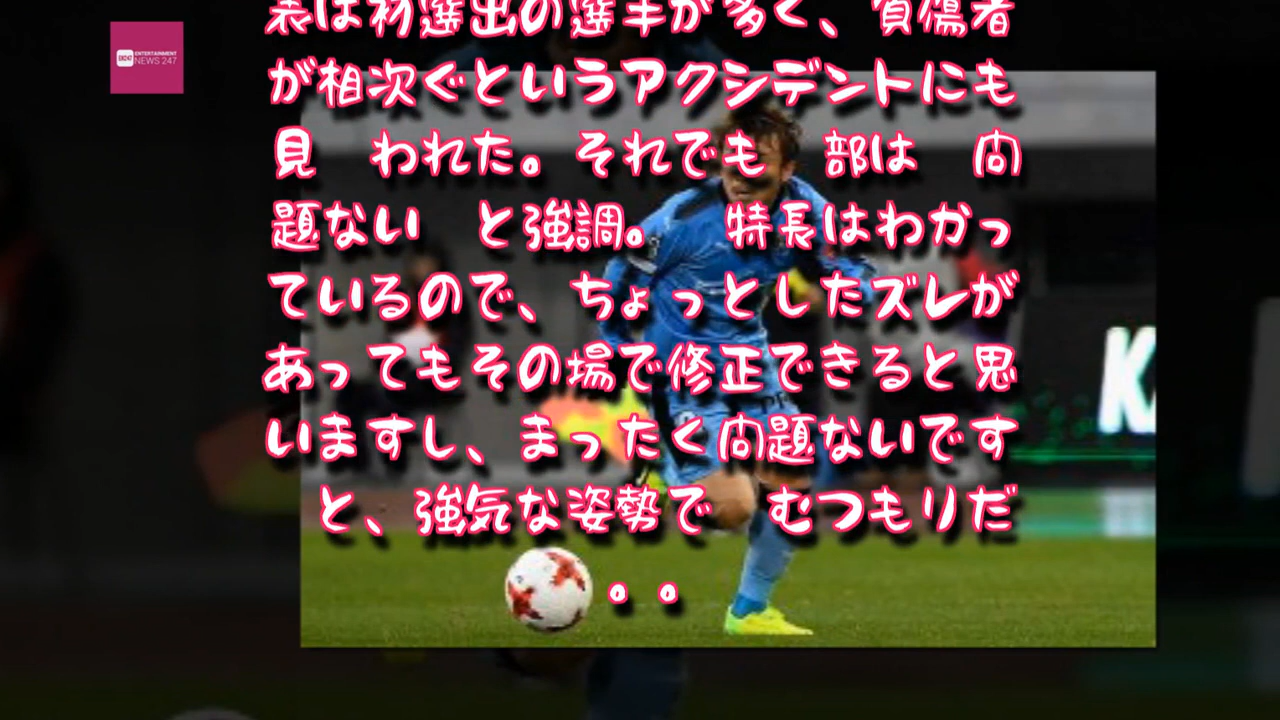 ENTERTAINMENT
NEWS 247
表は初選出の選手が多く、負傷者
が相次ぐというアクシデントにも
見 われた。それでも 部は 問
題ない と強調。 特長はわかっ
ているので、ちょっとしたズレが
あってもその場で修正できると思
いますし、まったく問題ないです
と、強気な姿勢で むつもりだ
。。